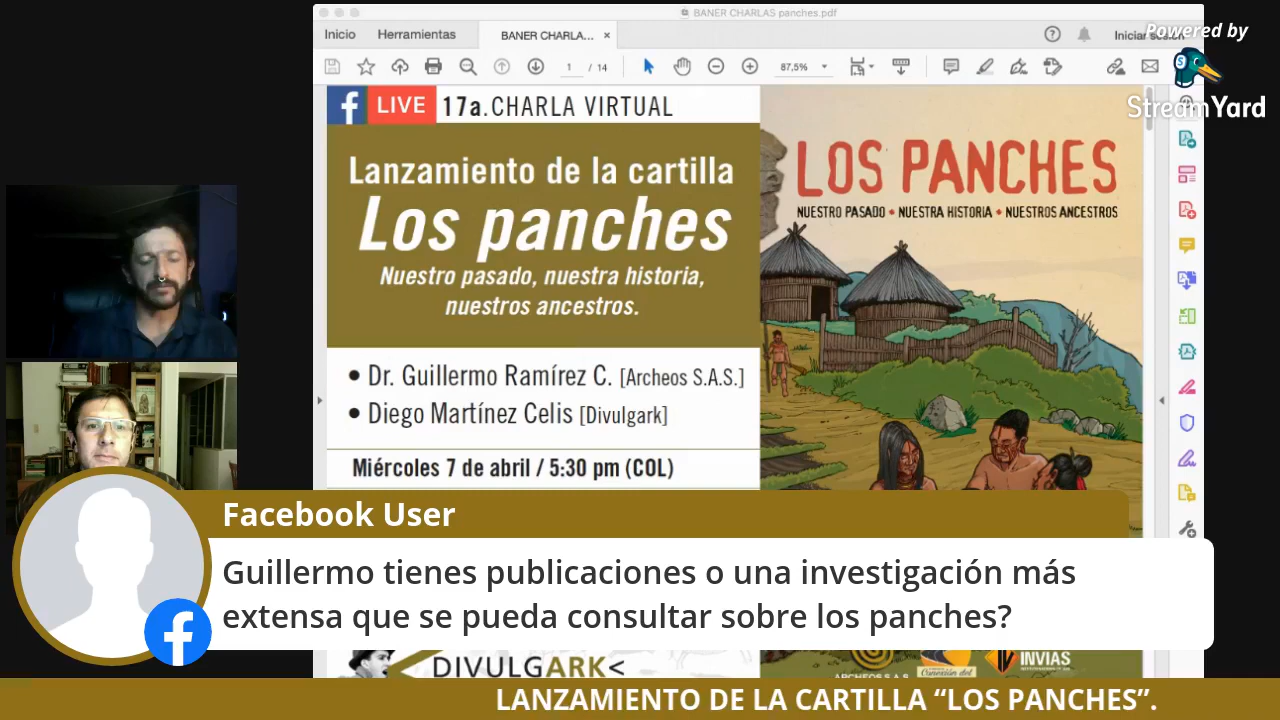 BANER CHARLAS panches.pdf
Inicio
Herramientas
BANER CHARLA...
Powered by
StreamYard
1 / 14
87,5%
LIVE
17a.CHARLA VIRTUAL
Lanzamiento de la cartilla
Los panches
Nuestro pasado, nuestra historia,
nuestros ancestros.
• Dr. Guillermo Ramírez C. [Archeos S.A.S.]
• Diego Martínez Celis [Divulgark]
Miércoles 7 de abril / 5:30 pm (COL)
LOS PANCHES
NUESTRO PASADO • NUESTRA HISTORIA • NUESTROS ANCESTROS
Facebook User
Guillermo tienes publicaciones o una investigación más
extensa que se pueda consultar sobre los panches?
DIVULGARK<
ARCHEOS S.A.S
Conexión del
INVIAS
LANZAMIENTO DE LA CARTILLA “LOS PANCHES”.